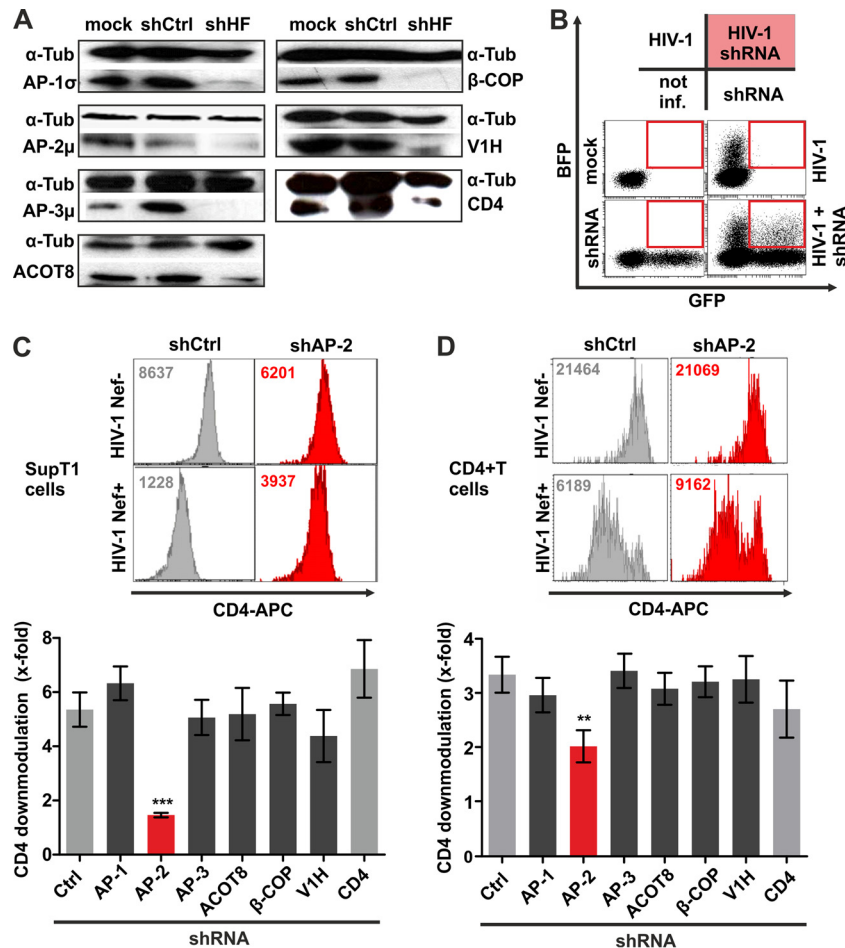 A
mock shCtrl shHF
α-Tub
AP-1σ
α-Tub
AP-2μ
α-Tub
AP-3μ
α-Tub
ACOT8
mock shCtrl shHF
α-Tub
β-COP
α-Tub
V1H
α-Tub
CD4
B
HIV-1
HIV-1 shRNA
not inf.
shRNA
BFP
mock
HIV-1
shRNA
HIV-1 + shRNA
GFP
C
shCtrl shAP-2
SupT1 cells
HIV-1 Nef-
8637 6201
HIV-1 Nef+
1228 3937
CD4-APC
CD4 downmodulation (x-fold)
8
6
4
2
0
***
Ctrl AP-1 AP-2 AP-3 ACOT8 β-COP V1H CD4
shRNA
D
shCtrl shAP-2
CD4+T cells
HIV-1 Nef-
21464 21069
HIV-1 Nef+
6189 9162
CD4-APC
CD4 downmodulation (x-fold)
4
3
2
1
0
**
Ctrl AP-1 AP-2 AP-3 ACOT8 β-COP V1H CD4
shRNA